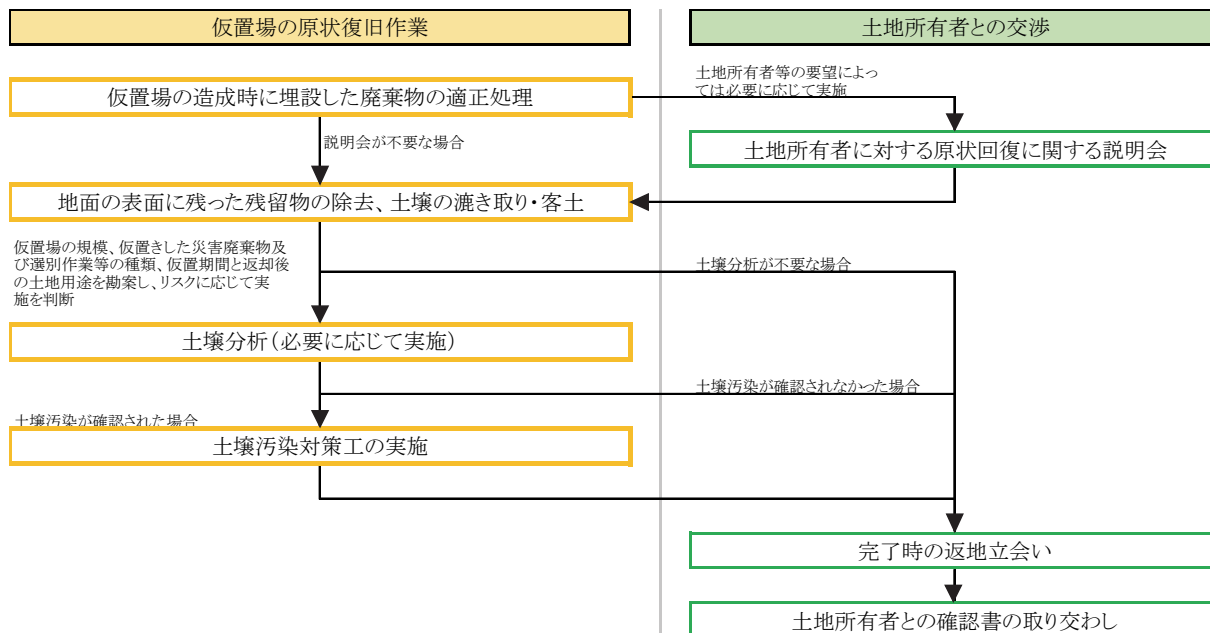 仮置場の原状復旧作業
土地所有者との交渉
仮置場の造成時に埋設した廃棄物の適正処理
土地所有者等の要望によっ
ては必要に応じて実施
説明会が不要な場合
土地所有者に対する原状回復に関する説明会
地面の表面に残った残留物の除去、土壌の漉き取り・客土
仮置場の規模、仮置きした災害廃棄物及
び選別作業等の種類、仮置期間と返却後
の土地用途を勘案し、リスクに応じて実
施を判断
土壌分析が不要な場合
土壌分析(必要に応じて実施)
土壌汚染が確認されなかった場合
土壌汚染が確認された場合
土壌汚染対策工の実施
完了時の返地立会い
土地所有者との確認書の取り交わし